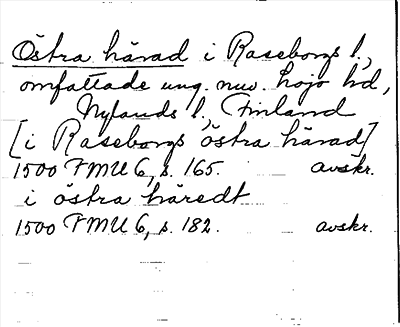 Östra härad i Raseborgs l.,
omfattade ung. nuv. Lojo hd,
Nylands l., Finland
[i Raseborgs östra härad]
1500 FMU 6, s. 165. avskr.
i östra häredt
1500 FMU 6, s. 182. avskr.